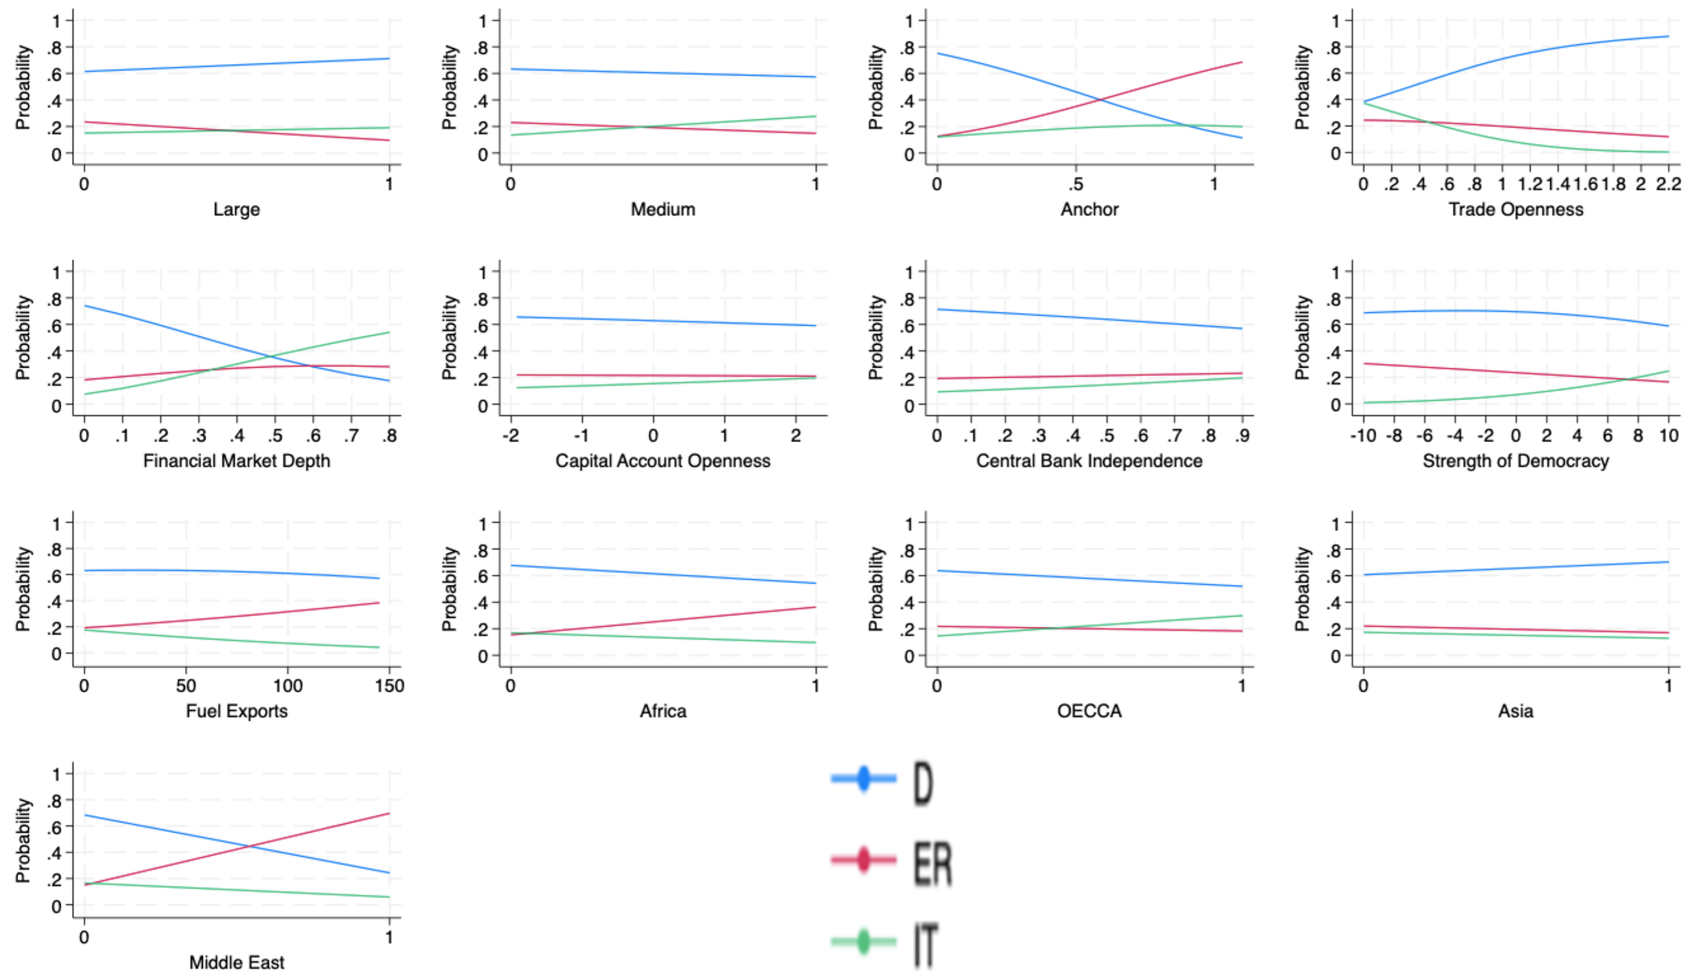 Probability
1
.8
.6
.4
.2
0
0 1
Large
Probability
1
.8
.6
.4
.2
0
0 1
Medium
Probability
1
.8
.6
.4
.2
0
0 .5 1
Anchor
Probability
1
.8
.6
.4
.2
0
0 .2 .4 .6 .8 1 1.2 1.4 1.6 1.8 2 2.2
Trade Openness
Probability
1
.8
.6
.4
.2
0
0 .1 .2 .3 .4 .5 .6 .7 .8
Financial Market Depth
Probability
1
.8
.6
.4
.2
0
-2 -1 0 1 2
Capital Account Openness
Probability
1
.8
.6
.4
.2
0
0 .1 .2 .3 .4 .5 .6 .7 .8 .9
Central Bank Independence
Probability
1
.8
.6
.4
.2
0
-10 -8 -6 -4 -2 0 2 4 6 8 10
Strength of Democracy
Probability
1
.8
.6
.4
.2
0
0 50 100 150
Fuel Exports
Probability
1
.8
.6
.4
.2
0
0 1
Africa
Probability
1
.8
.6
.4
.2
0
0 1
OECCA
Probability
1
.8
.6
.4
.2
0
0 1
Asia
Probability
1
.8
.6
.4
.2
0
0 1
Middle East
D
ER
IT